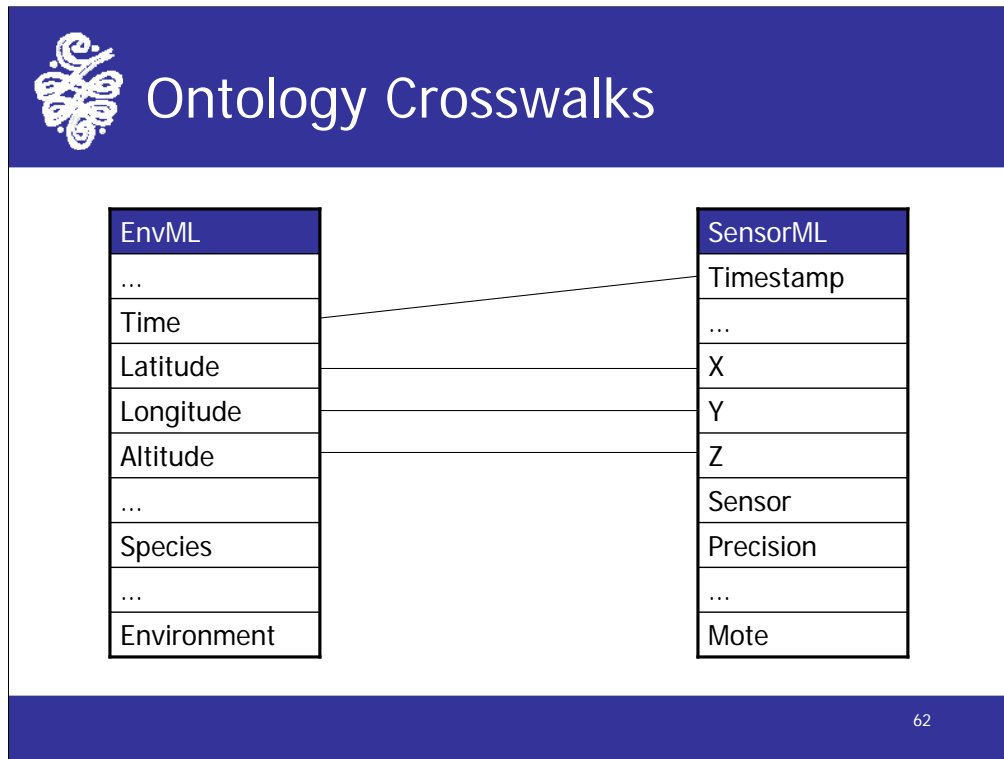 Ontology Crosswalks
EnvML
...
Time
Latitude
Longitude
Altitude
...
Species
...
Environment
SensorML
Timestamp
...
X
Y
Z
Sensor
Precision
...
Mote
62